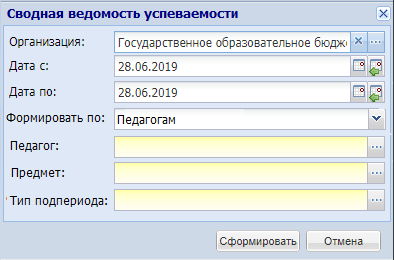 Сводная ведомость успеваемости
Организация: Государственное образовательное бюдже
Дата с: 28.06.2019
Дата по: 28.06.2019
Формировать по: Педагогам
Педагог:
Предмет:
*Тип подпериода:
Сформировать Отмена